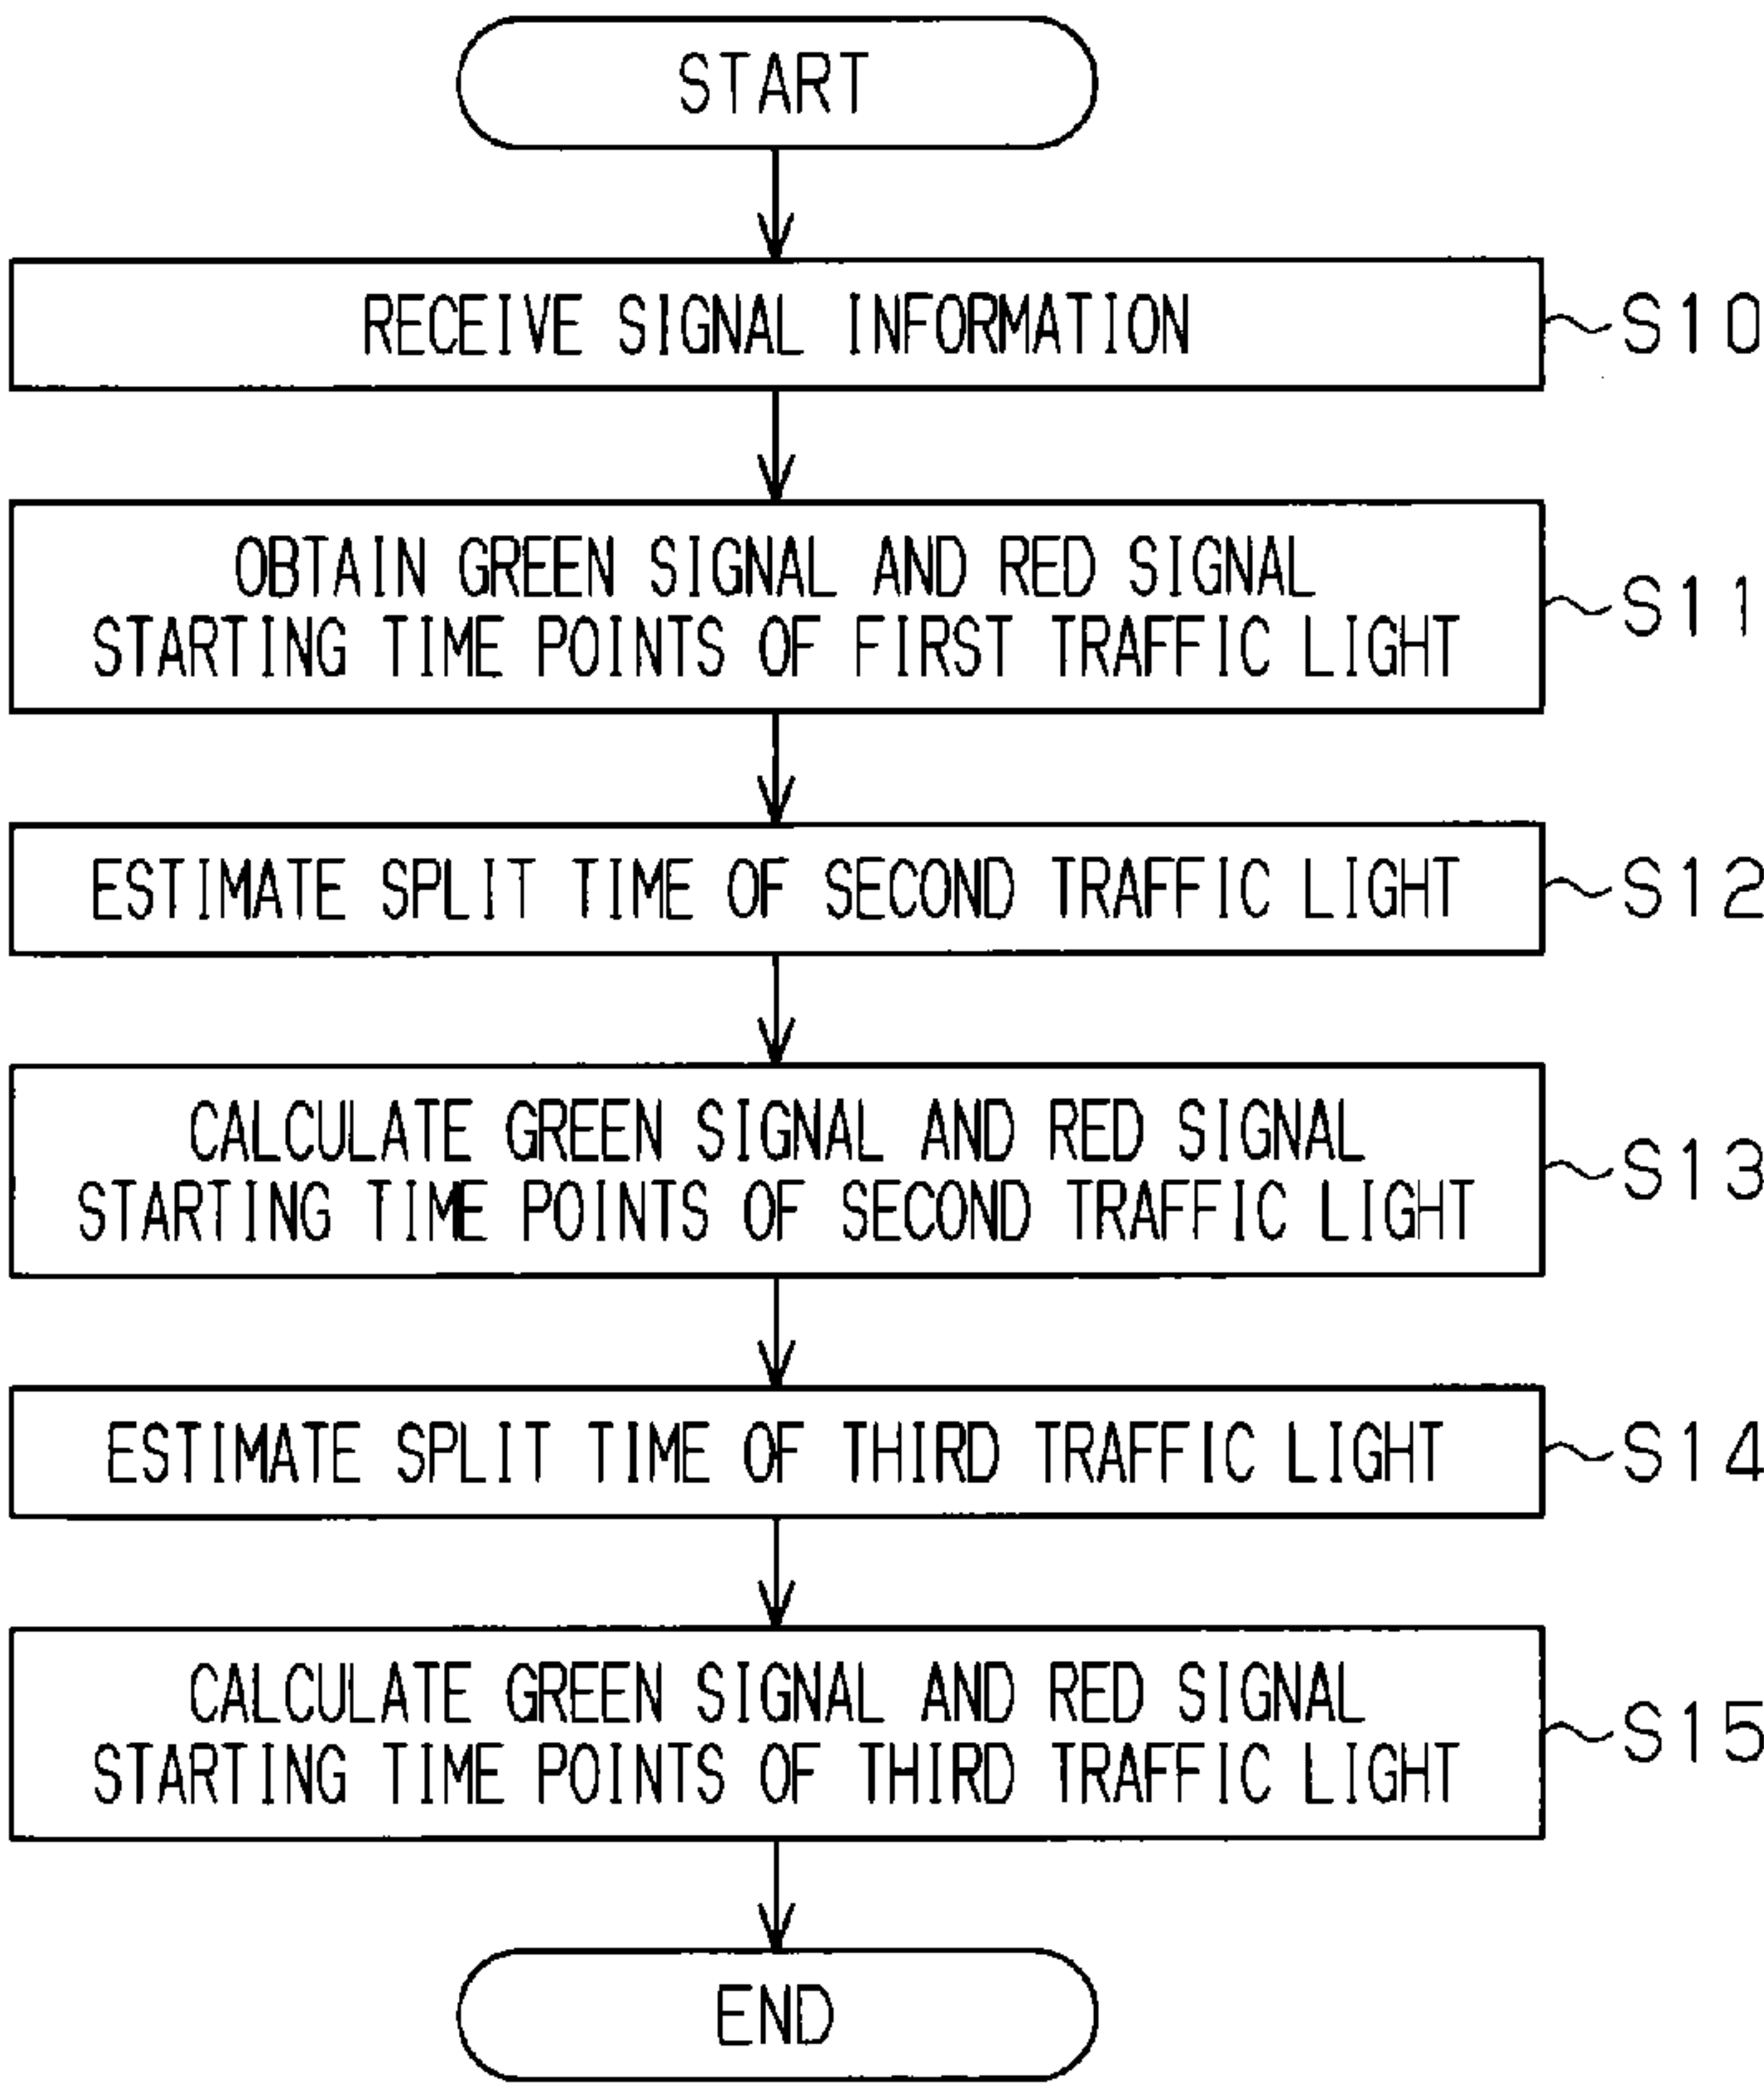 START
RECEIVE SIGNAL INFORMATION
S10
OBTAIN GREEN SIGNAL AND RED SIGNAL
STARTING TIME POINTS OF FIRST TRAFFIC LIGHT
S11
ESTIMATE SPLIT TIME OF SECOND TRAFFIC LIGHT
S12
CALCULATE GREEN SIGNAL AND RED SIGNAL
STARTING TIME POINTS OF SECOND TRAFFIC LIGHT
S13
ESTIMATE SPLIT TIME OF THIRD TRAFFIC LIGHT
S14
CALCULATE GREEN SIGNAL AND RED SIGNAL
STARTING TIME POINTS OF THIRD TRAFFIC LIGHT
S15
END